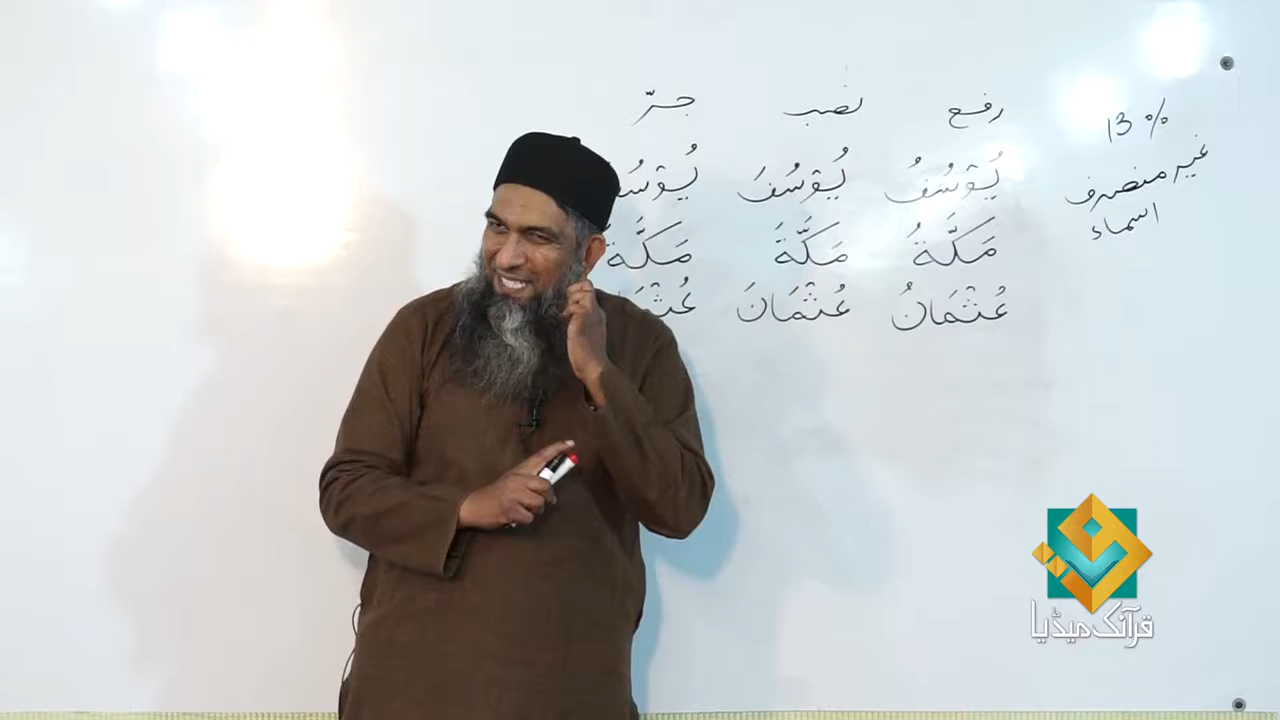 13 %
غیر منصرف
اسماء
رفع نصب جرّ
يُوْسُفُ يُوْسُفَ
مَكَّةُ مَكَّةَ مَكَّةَ
عُثْمَانُ عُثْمَانَ
قرآنک میڈیا